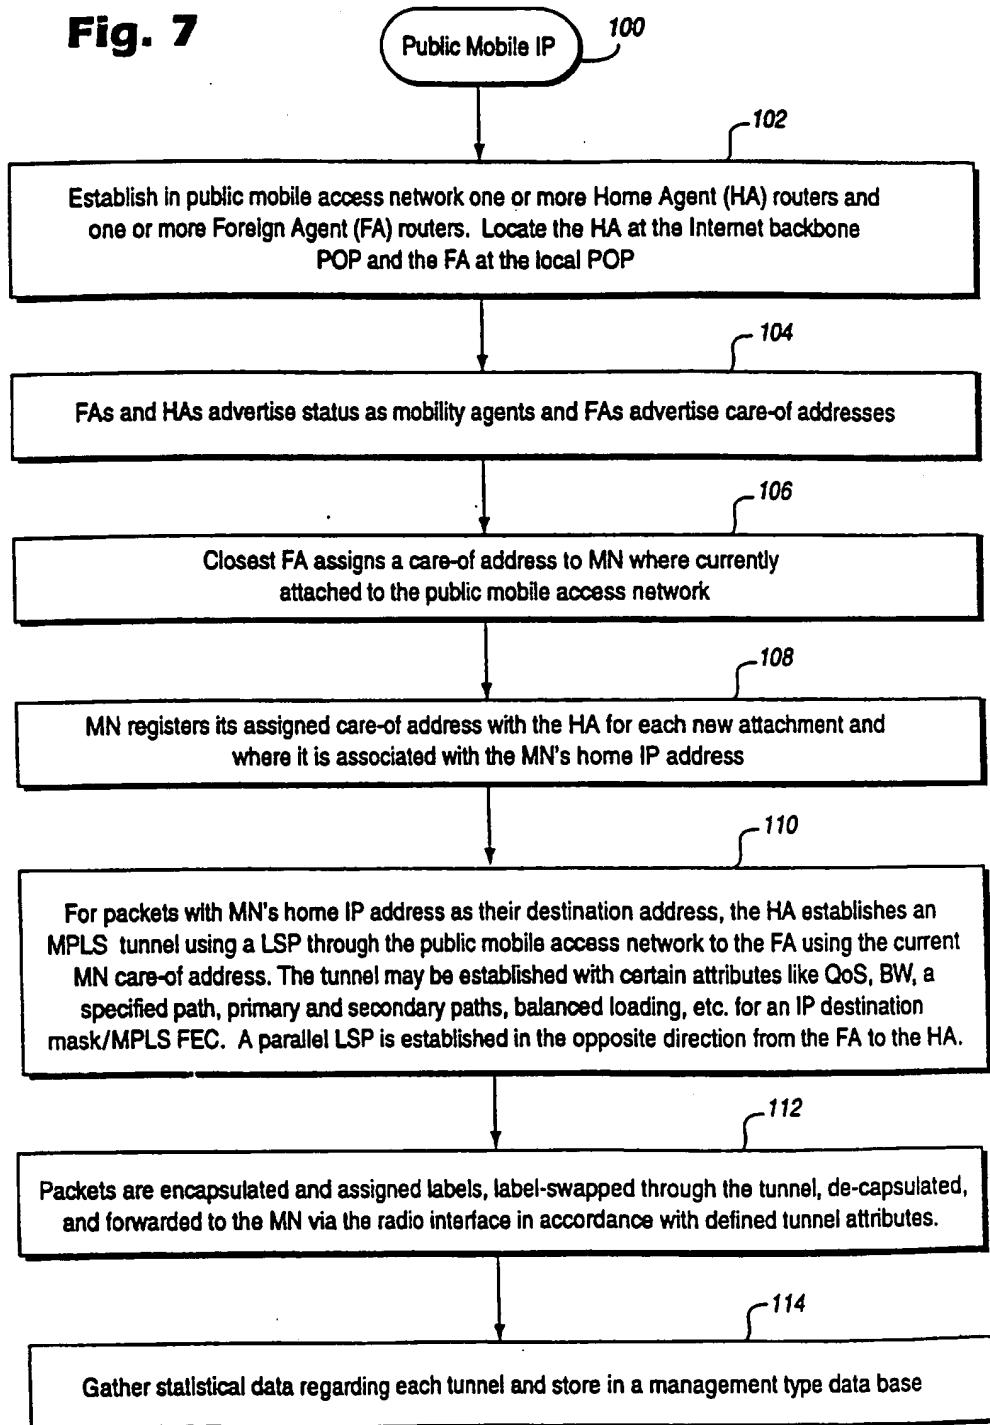 Fig. 7
Public Mobile IP
100
102
Establish in public mobile access network one or more Home Agent (HA) routers and
one or more Foreign Agent (FA) routers. Locate the HA at the Internet backbone
POP and the FA at the local POP
104
FAs and HAs advertise status as mobility agents and FAs advertise care-of addresses
106
Closest FA assigns a care-of address to MN where currently
attached to the public mobile access network
108
MN registers its assigned care-of address with the HA for each new attachment and
where it is associated with the MN's home IP address
110
For packets with MN's home IP address as their destination address, the HA establishes an
MPLS tunnel using a LSP through the public mobile access network to the FA using the current
MN care-of address. The tunnel may be established with certain attributes like QoS, BW, a
specified path, primary and secondary paths, balanced loading, etc. for an IP destination
mask/MPLS FEC. A parallel LSP is established in the opposite direction from the FA to the HA.
112
Packets are encapsulated and assigned labels, label-swapped through the tunnel, de-capsulated,
and forwarded to the MN via the radio interface in accordance with defined tunnel attributes.
114
Gather statistical data regarding each tunnel and store in a management type data base